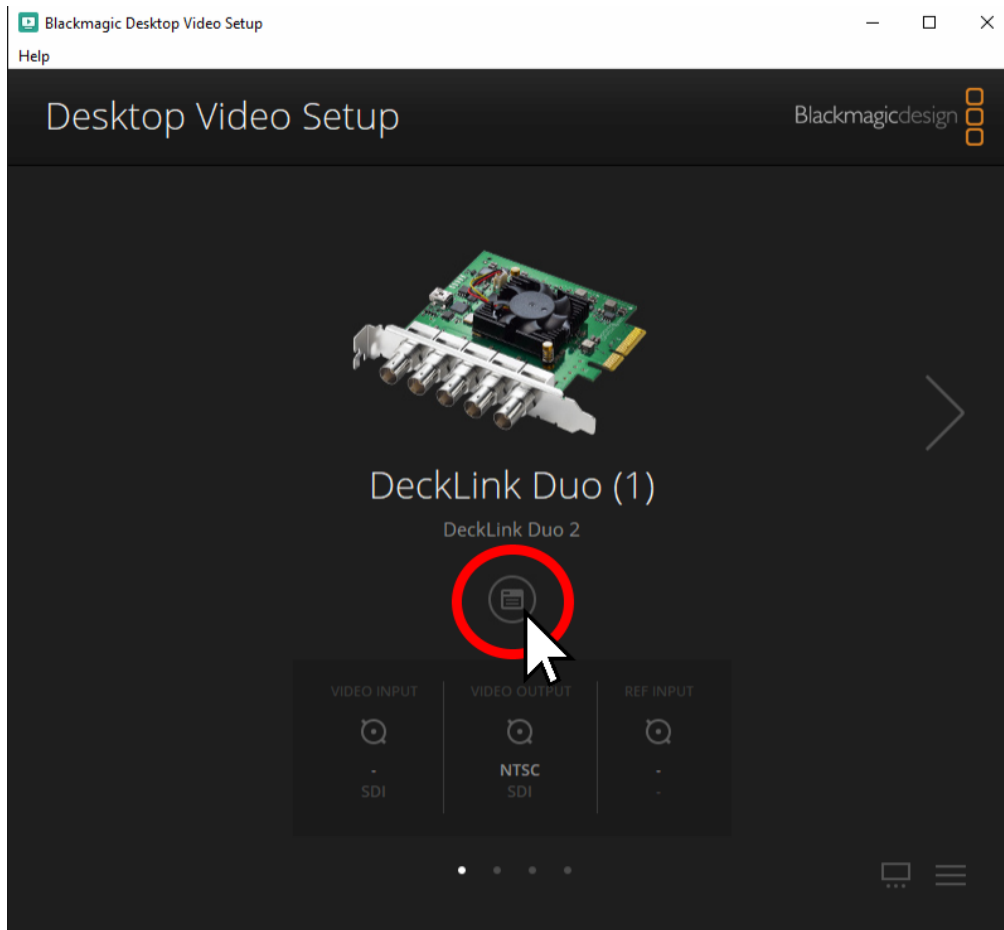 Blackmagic Desktop Video Setup
Help
Desktop Video Setup
Blackmagicdesign
DeckLink Duo (1)
DeckLink Duo 2
VIDEO INPUT VIDEO OUTPUT REF INPUT
- NTSC -
SDI SDI -